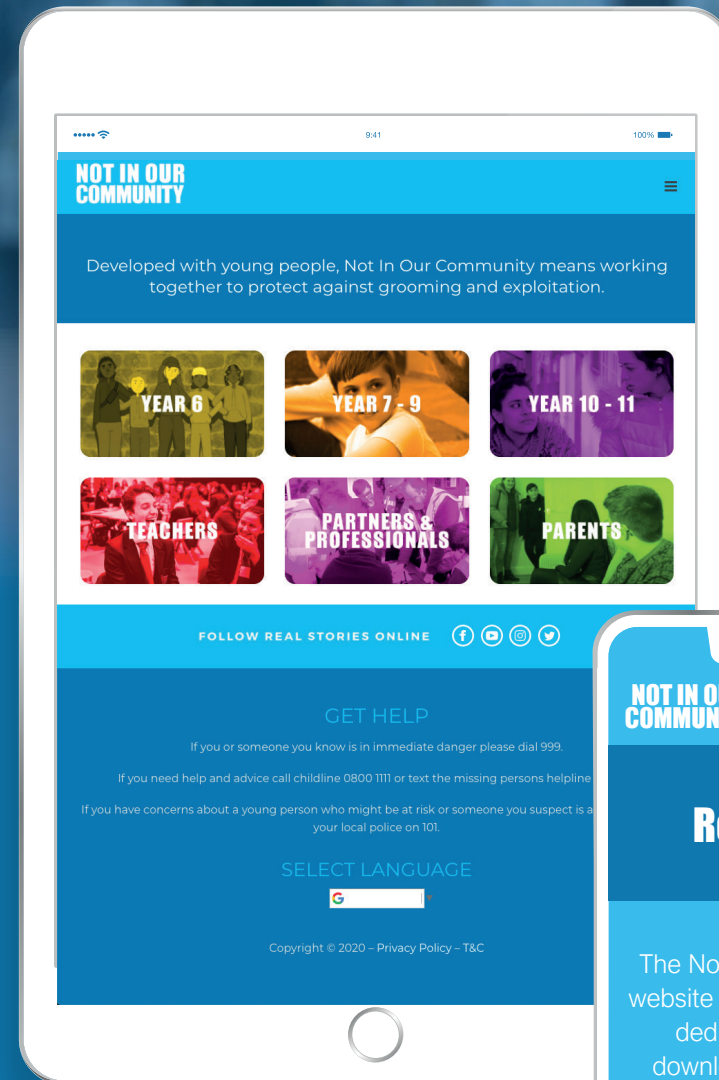 9:41
100%
NOT IN OUR
COMMUNITY
Developed with young people, Not In Our Community means working
together to protect against grooming and exploitation.
YEAR 6
YEAR 7 - 9
YEAR 10 - 11
TEACHERS
PARTNERS &
PROFESSIONALS
PARENTS
FOLLOW REAL STORIES ONLINE
GET HELP
If you or someone you know is in immediate danger please dial 999.
If you need help and advice call childline 0800 1111 or text the missing persons helpline
If you have concerns about a young person who might be at risk or someone you suspect is a
your local police on 101.
SELECT LANGUAGE
Copyright © 2020 – Privacy Policy – T&C
NOT IN
The
website